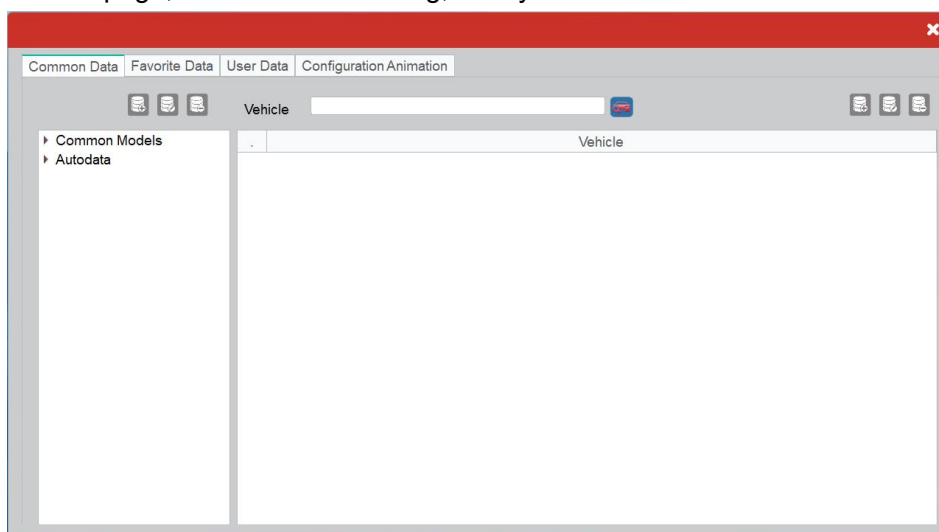 Common Data Favorite Data User Data Configuration Animation
Vehicle
. Vehicle
Common Models
Autodata